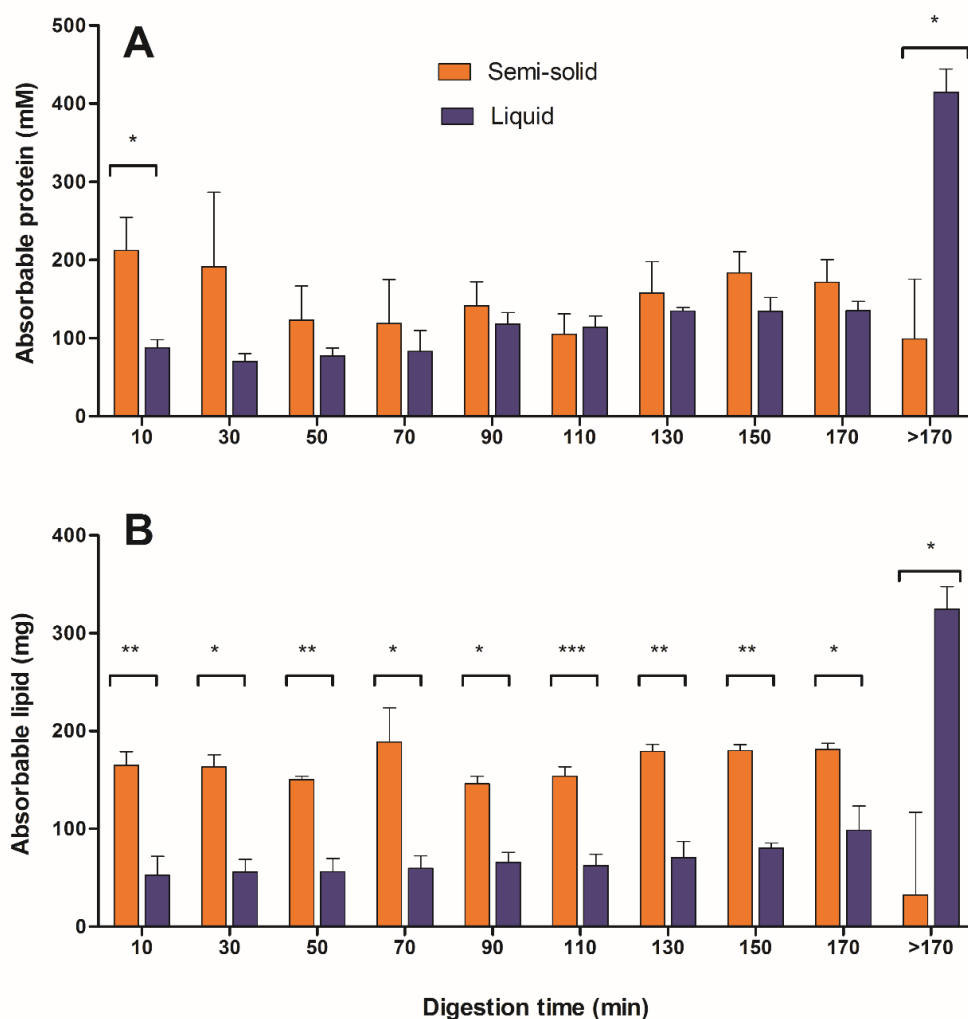 A
Semi-solid
Liquid
Absorbable protein (mM)
500
400
300
200
100
0
*
*
10 30 50 70 90 110 130 150 170 >170
B
Absorbable lipid (mg)
400
300
200
100
0
** * ** * * *** ** ** * *
10 30 50 70 90 110 130 150 170 >170
Digestion time (min)